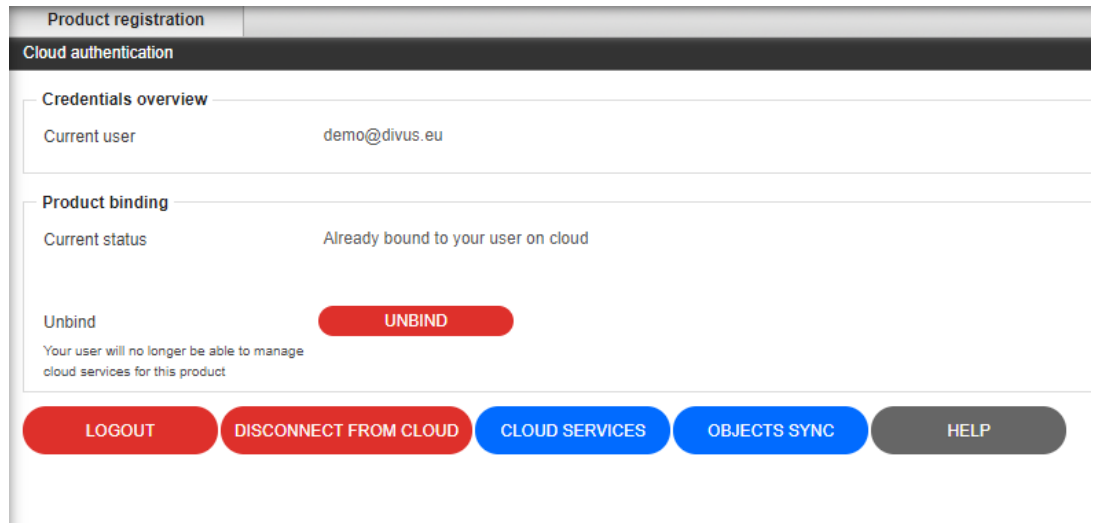 Product registration
Cloud authentication
Credentials overview
Current user demo@divus.eu
Product binding
Current status Already bound to your user on cloud
Unbind UNBIND
Your user will no longer be able to manage
cloud services for this product
LOGOUT DISCONNECT FROM CLOUD CLOUD SERVICES OBJECTS SYNC HELP